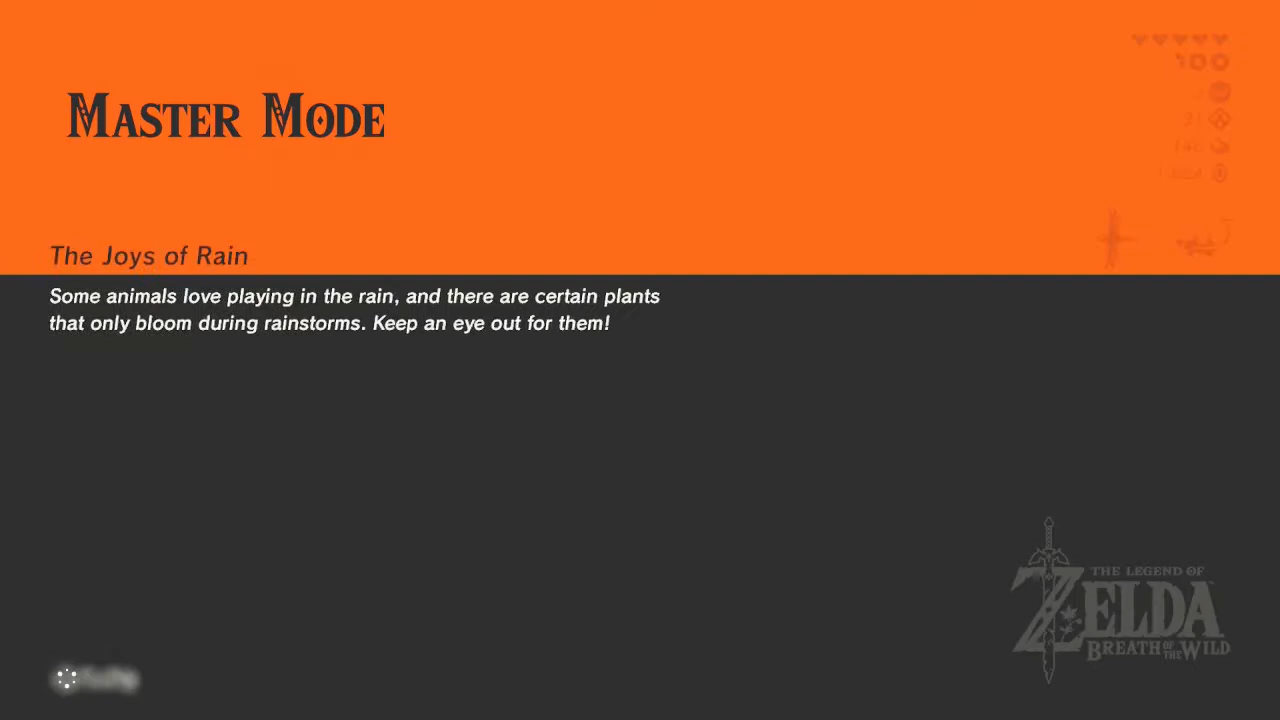 Master Mode
The Joys of Rain
Some animals love playing in the rain, and there are certain plants
that only bloom during rainstorms. Keep an eye out for them!
THE LEGEND OF
ZELDA
BREATH OF THE WILD